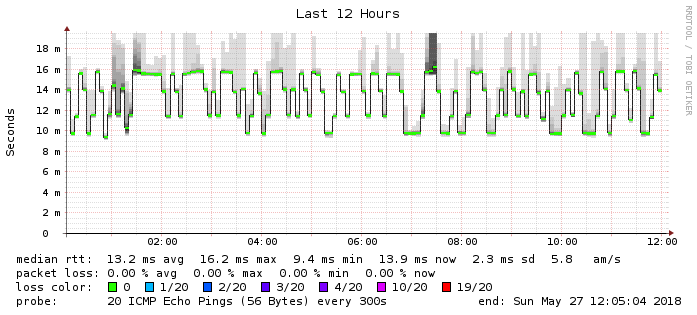 Last 12 Hours
RRDTOOL / TOBI OETIKER
Seconds
18 m
16 m
14 m
12 m
10 m
8 m
6 m
4 m
2 m
0
02:00 04:00 06:00 08:00 10:00 12:00
median rtt: 13.2 ms avg 16.2 ms max 9.4 ms min 13.9 ms now 2.3 ms sd 5.8 am/s
packet loss: 0.00 % avg 0.00 % max 0.00 % min 0.00 % now
loss color: 0 1/20 2/20 3/20 4/20 10/20 19/20
probe: 20 ICMP Echo Pings (56 Bytes) every 300s end: Sun May 27 12:05:04 2018